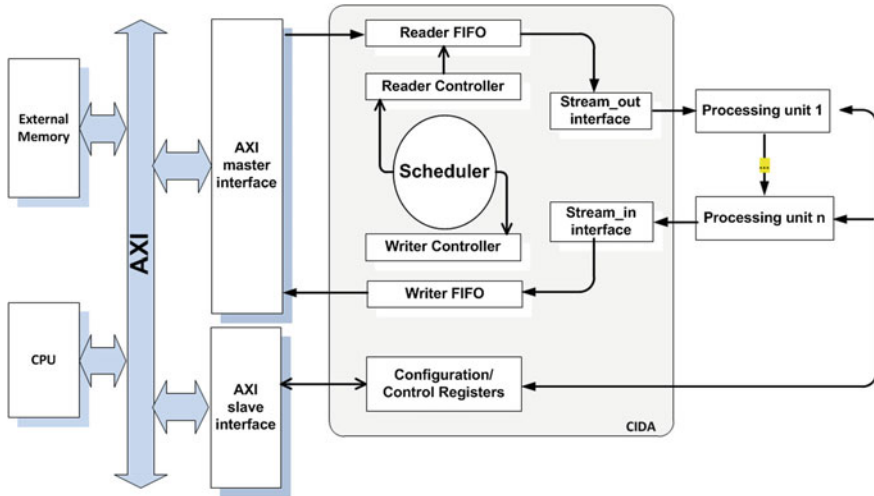 External
Memory
CPU
AXI
AXI
master
interface
AXI
slave
interface
Reader FIFO
Reader Controller
Scheduler
Writer Controller
Writer FIFO
Configuration/
Control Registers
Stream_out
interface
Stream_in
interface
CIDA
Processing unit 1
...
Processing unit n